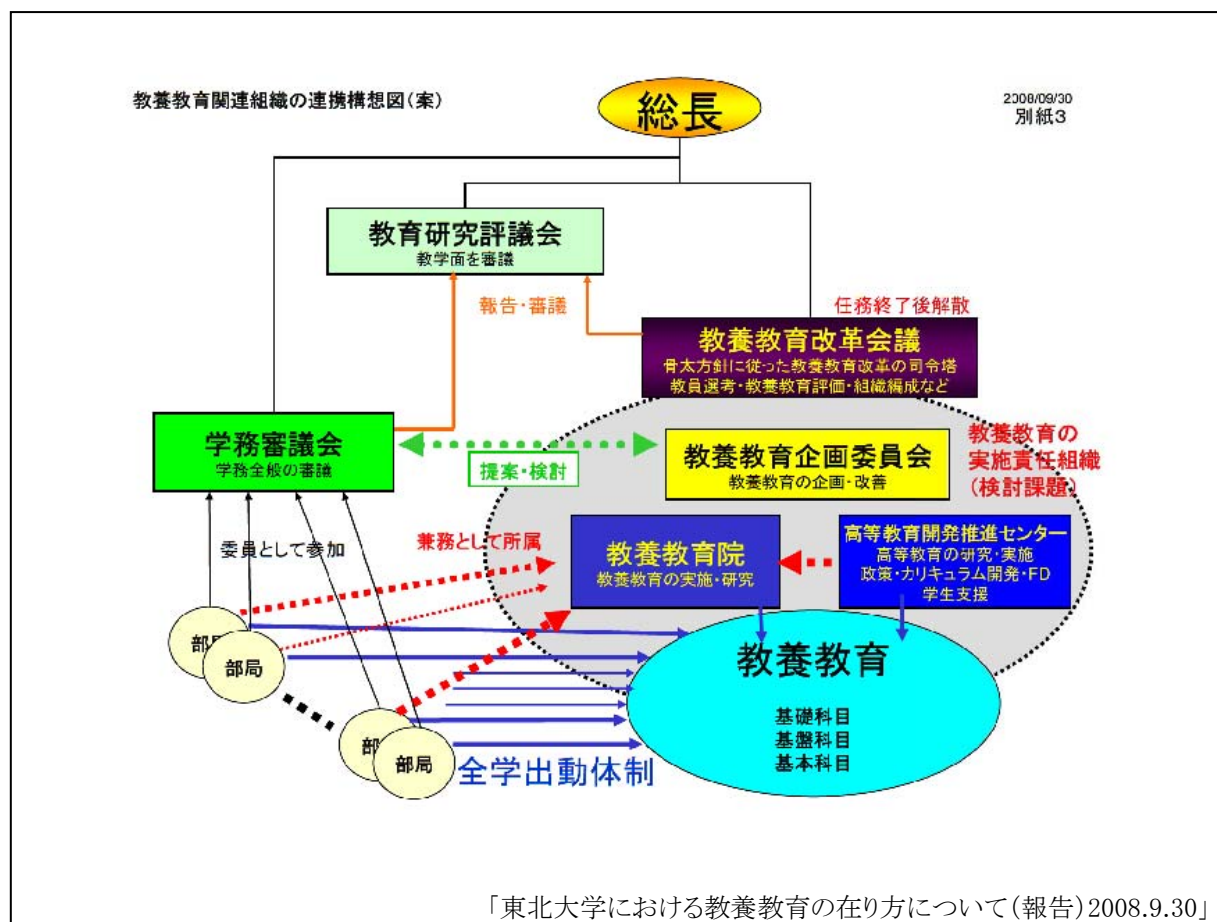 教養教育関連組織の連携構想図(案)
総長
2008/09/30
別紙3
教育研究評議会
教学面を審議
報告・審議
任務終了後解散
教養教育改革会議
骨太方針に従った教養教育改革の司令塔
教員選考・教養教育評価・組織編成など
学務審議会
学務全般の審議
提案・検討
教養教育企画委員会
教養教育の企画・改善
教養教育の
実施責任組織
(検討課題)
委員として参加
兼務として所属
教養教育院
教養教育の実施・研究
高等教育開発推進センター
高等教育の研究・実施
政策・カリキュラム開発・FD
学生支援
部局
部局
部
部局
教養教育
基礎科目
基盤科目
基本科目
全学出動体制
「東北大学における教養教育の在り方について(報告)2008.9.30」